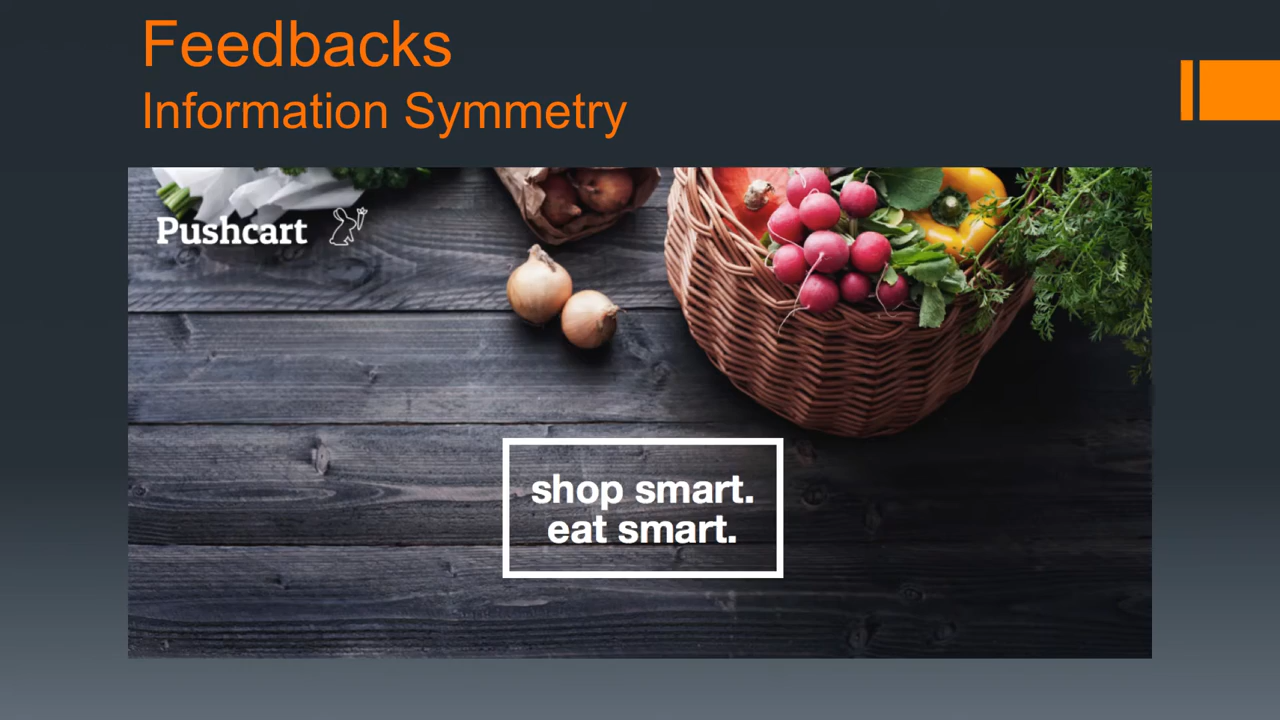 Feedbacks
Information Symmetry
Pushcart
shop smart.
eat smart.